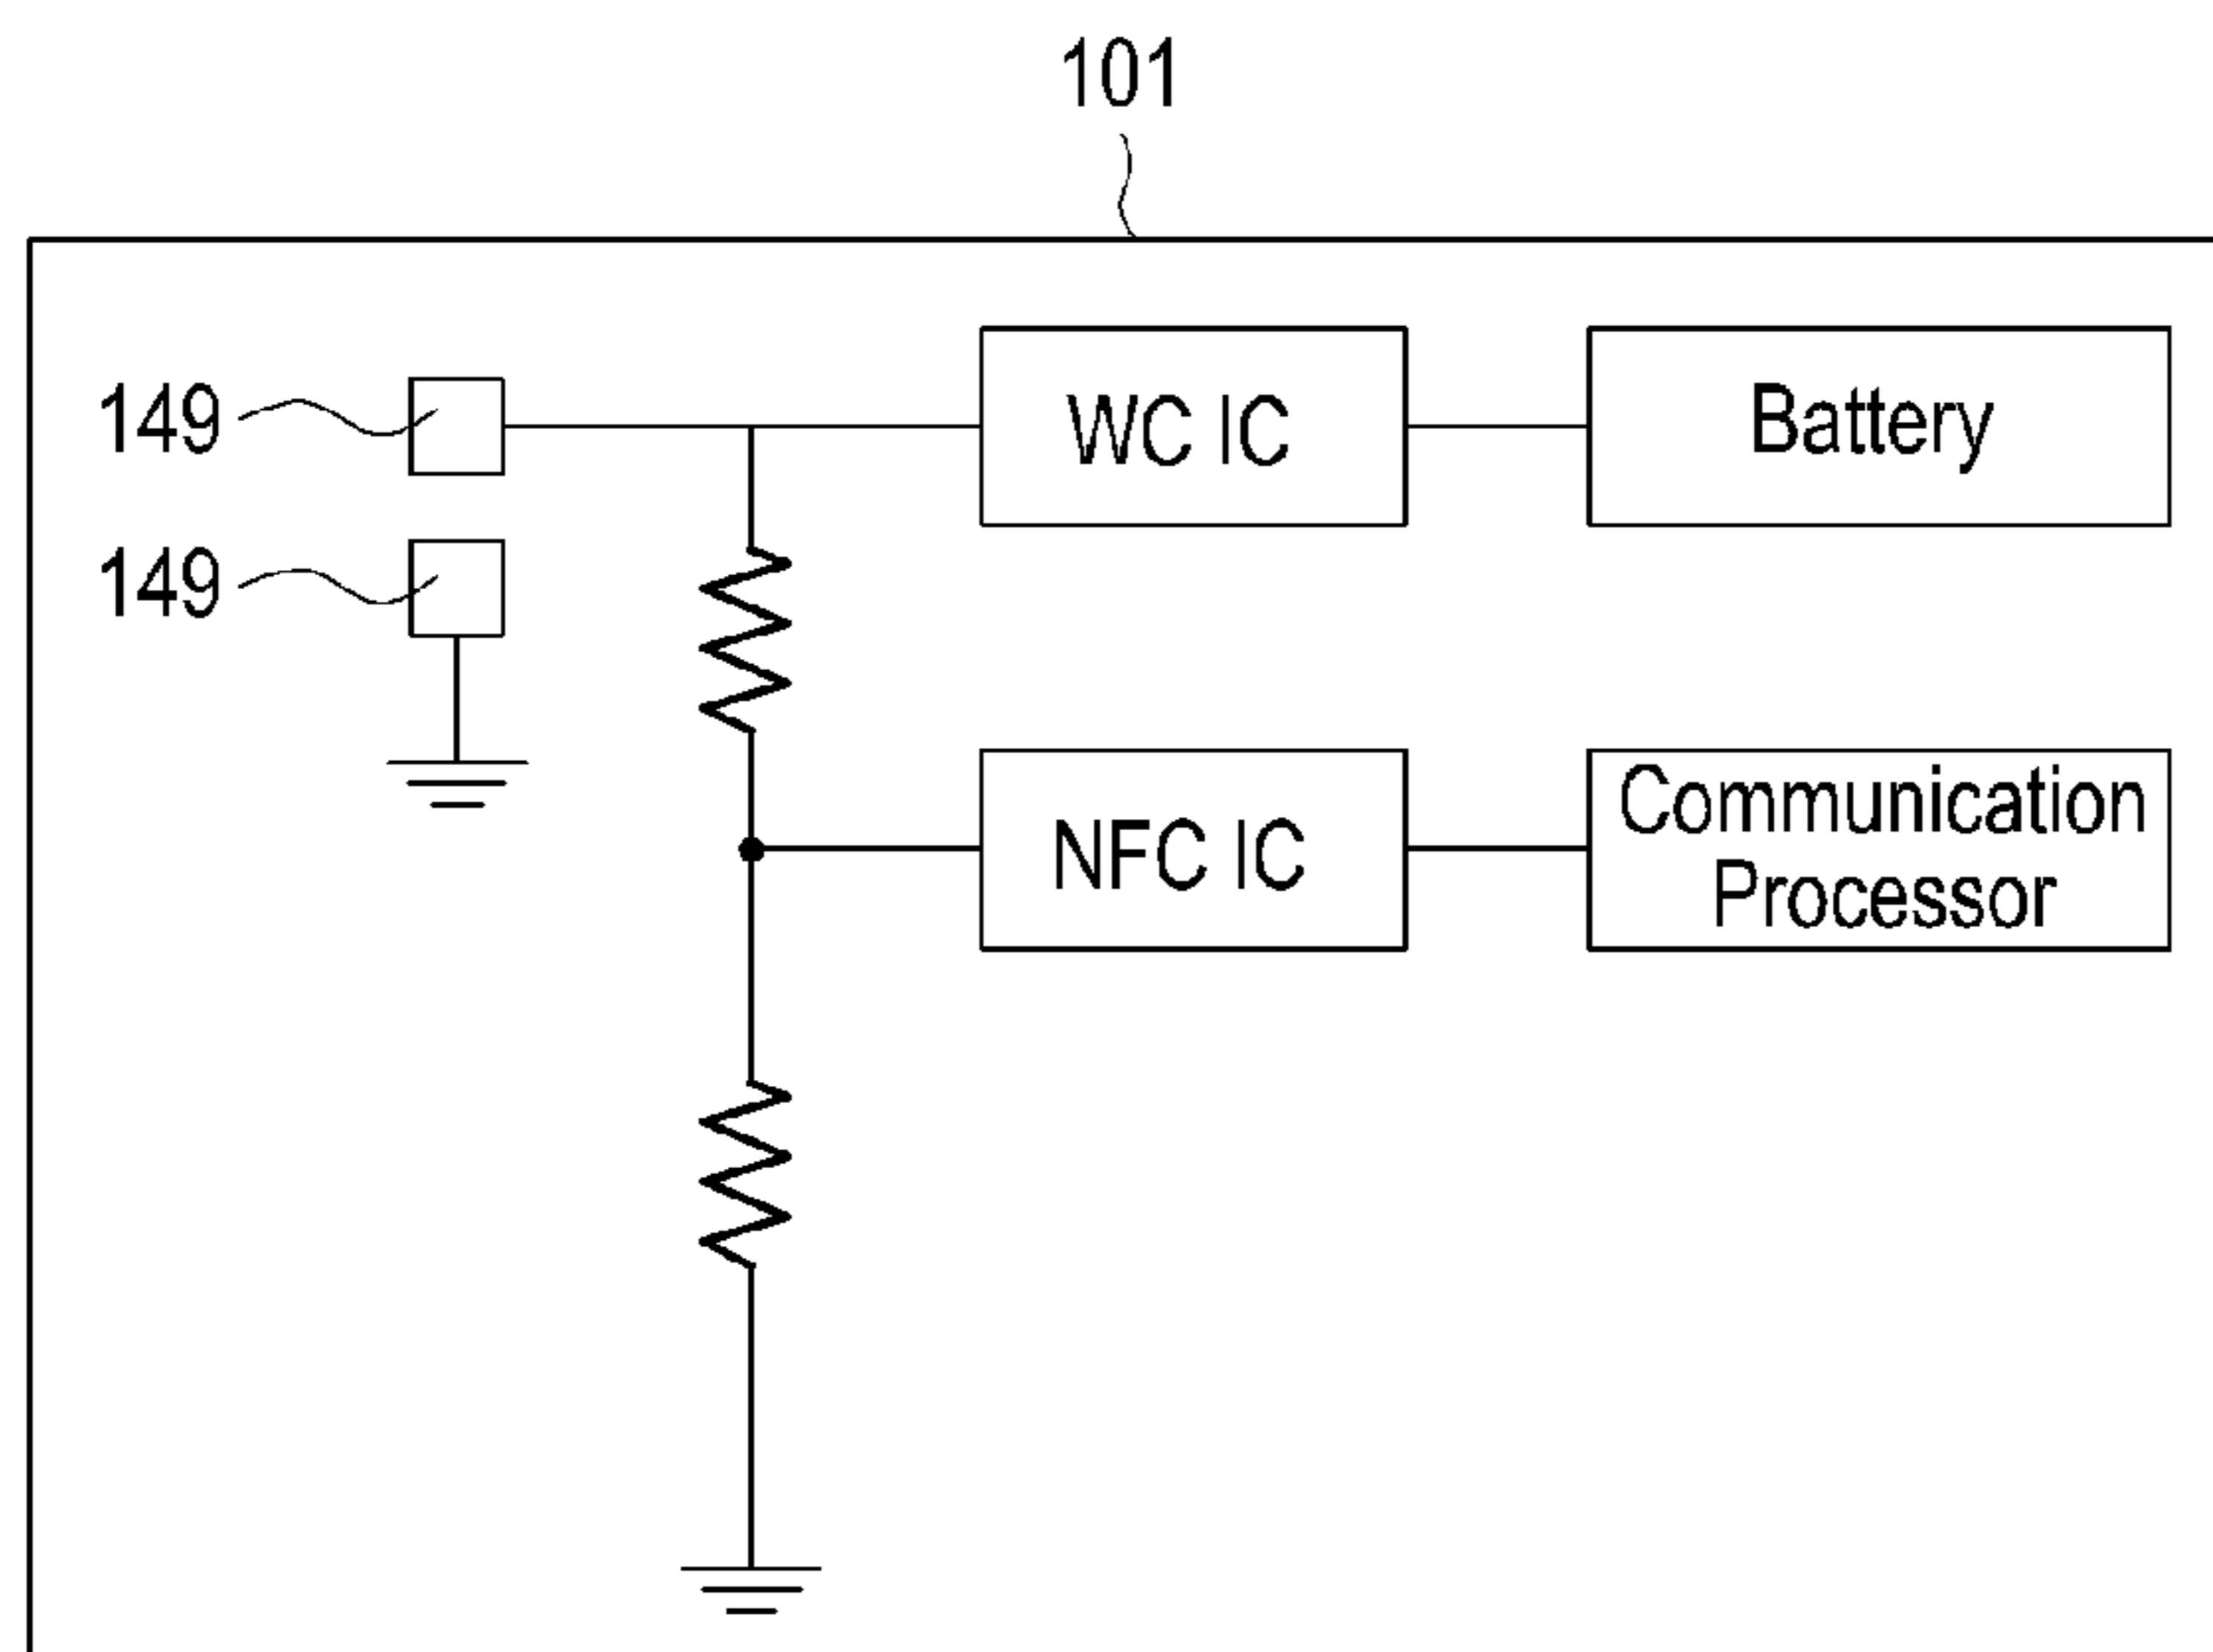 101
149
WC IC
Battery
149
NFC IC
Communication
Processor